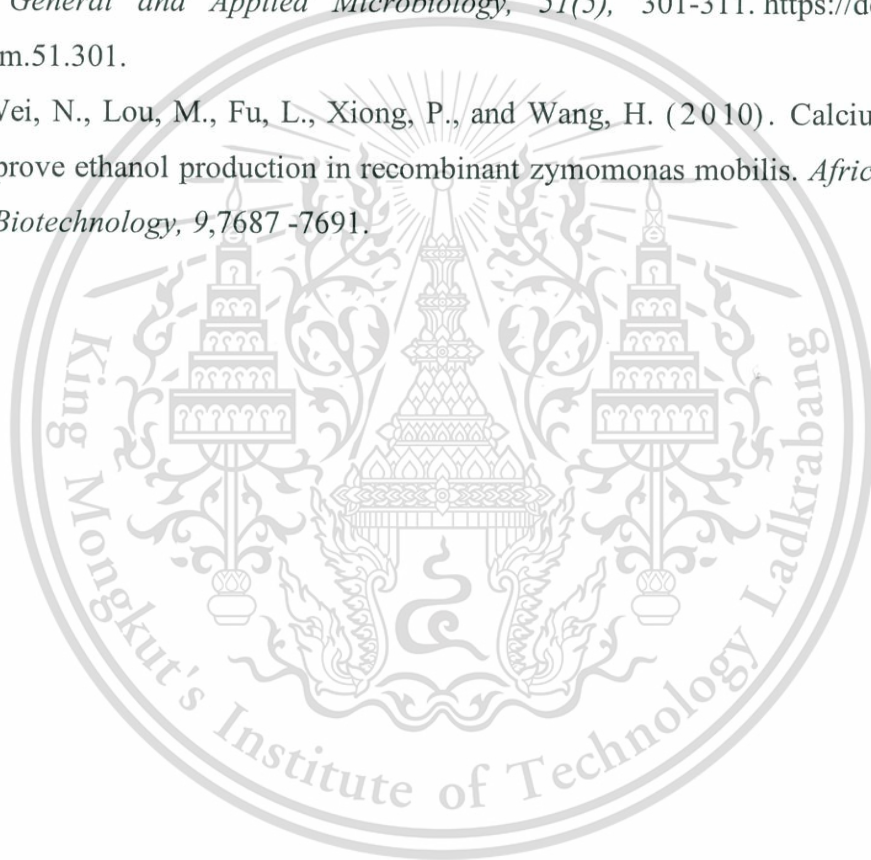 General and Applied Microbiology, 51(5), 301-311. https://d
m.51.301.
Vei, N., Lou, M., Fu, L., Xiong, P., and Wang, H. (2010). Calciu
prove ethanol production in recombinant zymomonas mobilis. Afric
Biotechnology, 9,7687 -7691.
King Mongkut's Institute of Technology Ladkrabang